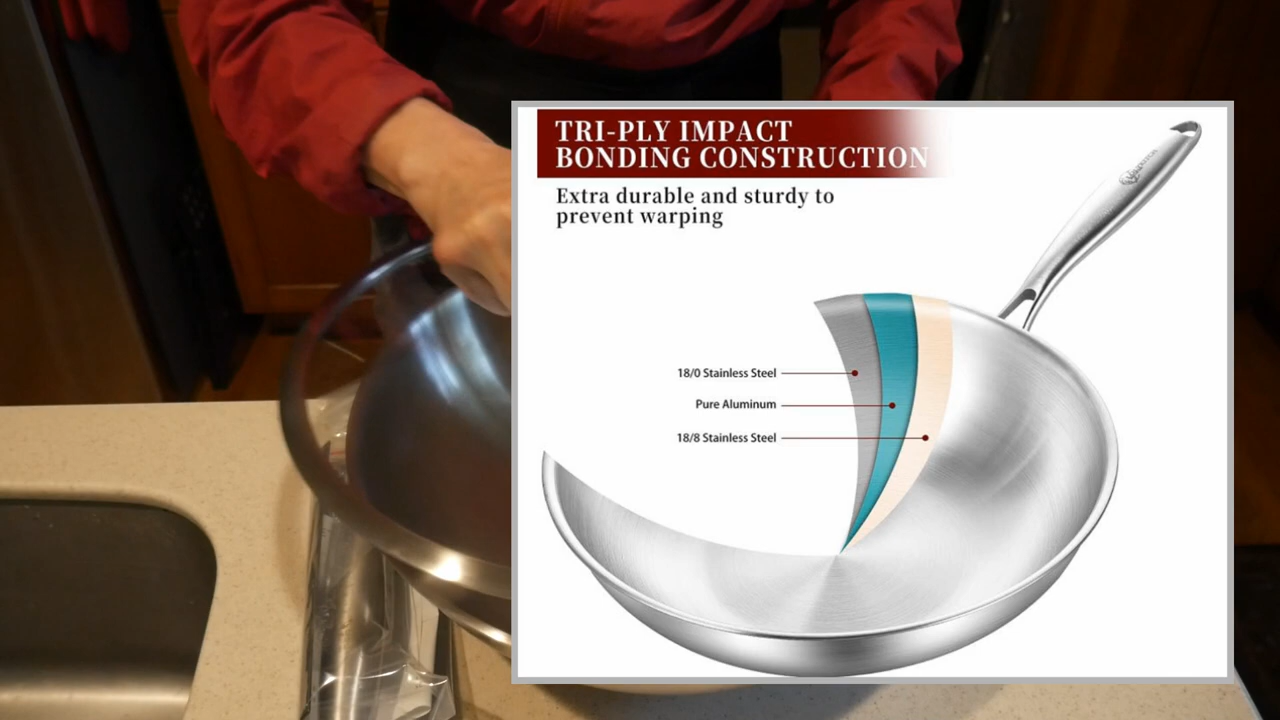 TRI-PLY IMPACT
BONDING CONSTRUCTION
Extra durable and sturdy to
prevent warping
18/0 Stainless Steel
Pure Aluminum
18/8 Stainless Steel